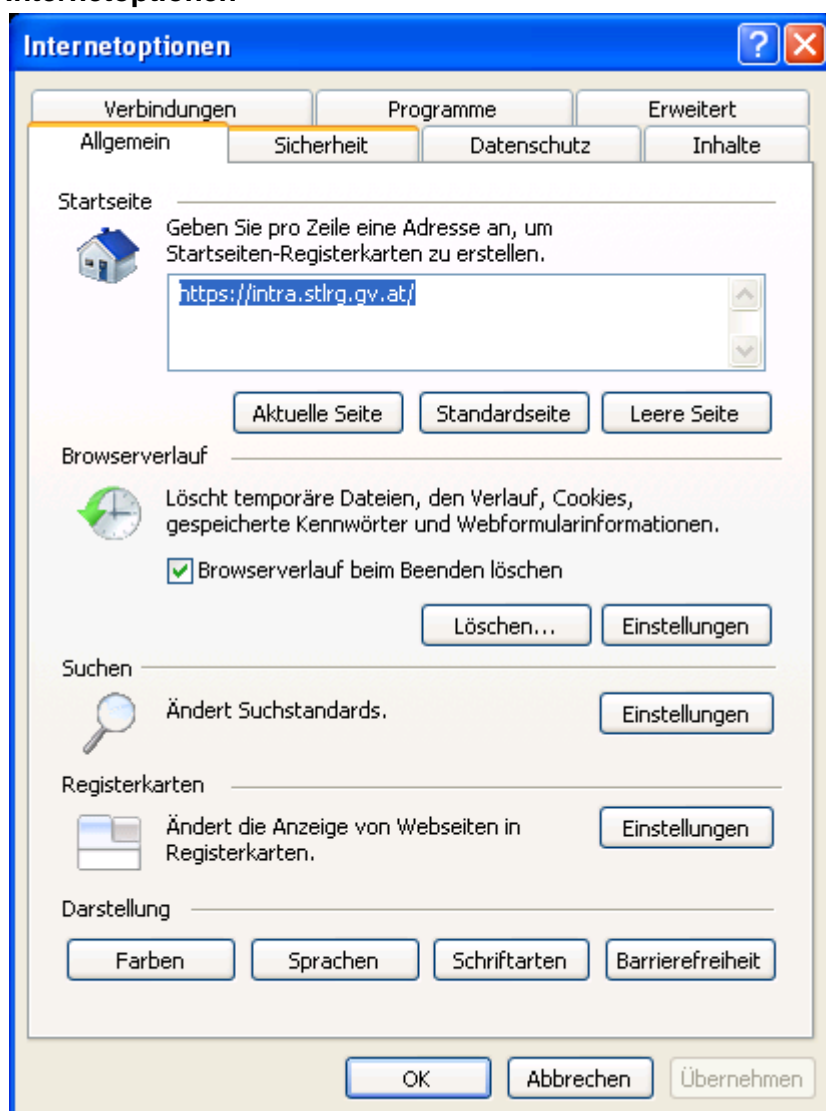 Internetoptionen
Internetoptionen
Verbindungen Programme Erweitert
Allgemein Sicherheit Datenschutz Inhalte
Startseite
Geben Sie pro Zeile eine Adresse an, um
Startseiten-Registerkarten zu erstellen.
https://intra.stlrg.gv.at/
Aktuelle Seite Standardseite Leere Seite
Browserverlauf
Löscht temporäre Dateien, den Verlauf, Cookies,
gespeicherte Kennwörter und Webformularinformationen.
Browserverlauf beim Beenden löschen
Löschen... Einstellungen
Suchen
Ändert Suchstandards.
Einstellungen
Registerkarten
Ändert die Anzeige von Webseiten in
Registerkarten.
Einstellungen
Darstellung
Farben Sprachen Schriftarten Barrierefreiheit
OK Abbrechen Übernehmen